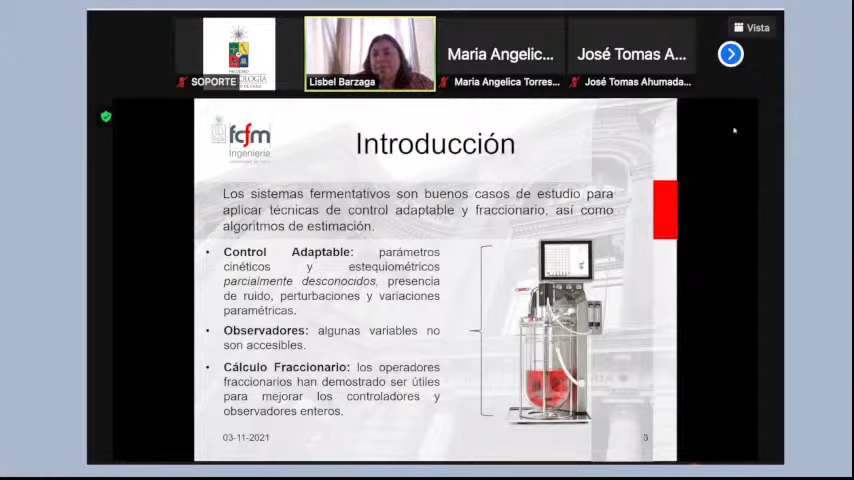 Vista
Maria Angelic...
José Tomas A...
SOPORTE
Lisbel Barzaga
Maria Angelica Torres...
José Tomas Ahumada...
fcfm
Ingeniería
Introducción
Los sistemas fermentativos son buenos casos de estudio para
aplicar técnicas de control adaptable y fraccionario, así como
algoritmos de estimación.
• Control Adaptable: parámetros
cinéticos y estequiométricos
parcialmente desconocidos, presencia
de ruido, perturbaciones y variaciones
paramétricas.
• Observadores: algunas variables no
son accesibles.
• Cálculo Fraccionario: los operadores
fraccionarios han demostrado ser útiles
para mejorar los controladores y
observadores enteros.
03-11-2021
3